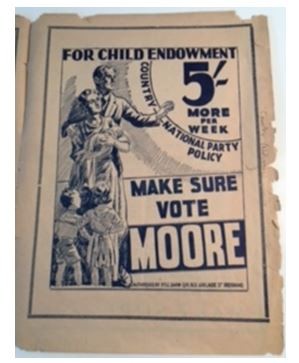 FOR CHILD ENDOWMENT
5/-
MORE
PER
WEEK
COUNTRY
NATIONAL PARTY
POLICY
MAKE SURE
VOTE
MOORE